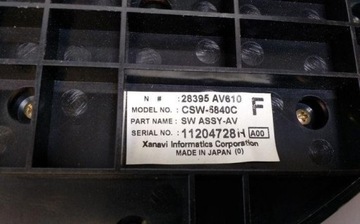 N # : 28395 AV610
MODEL NO. : CSW-5840C F
PART NAME : SW ASSY-AV
SERIAL NO. : 11204728H A00
Xanavi Informatics Corporation
MADE IN JAPAN (0)